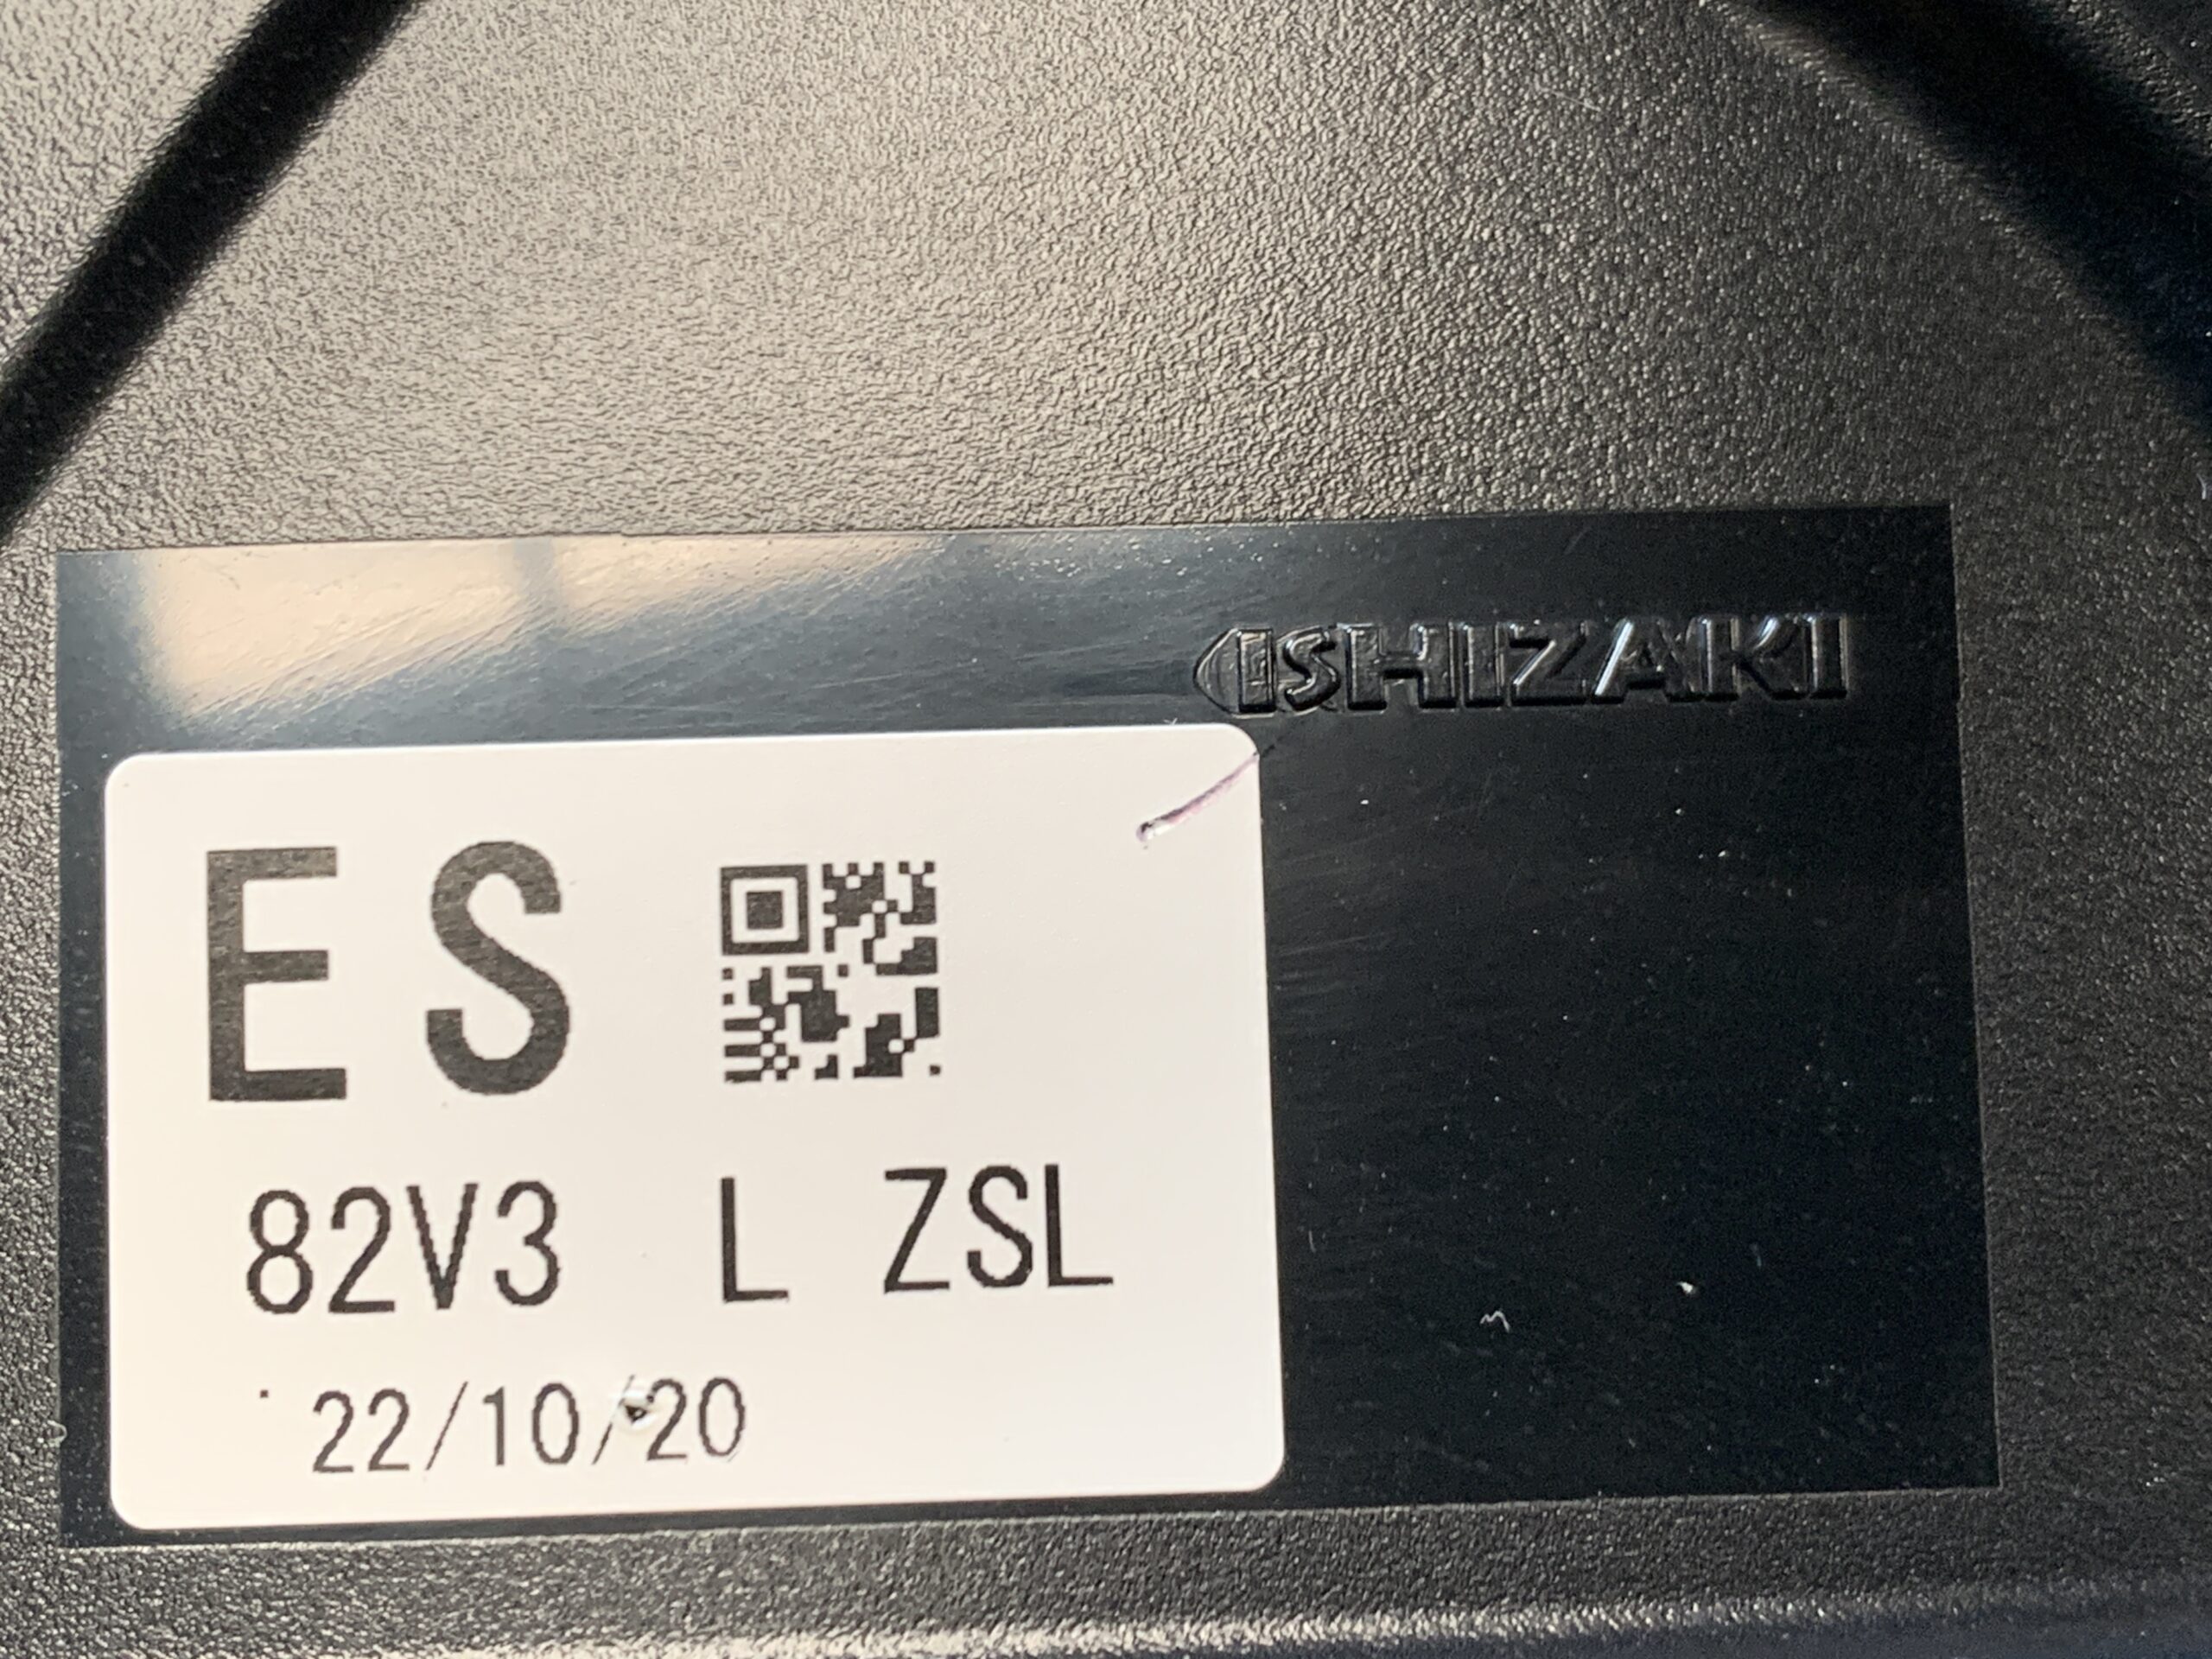 ISHIZAKI
ES
82V3 L ZSL
22/10/20